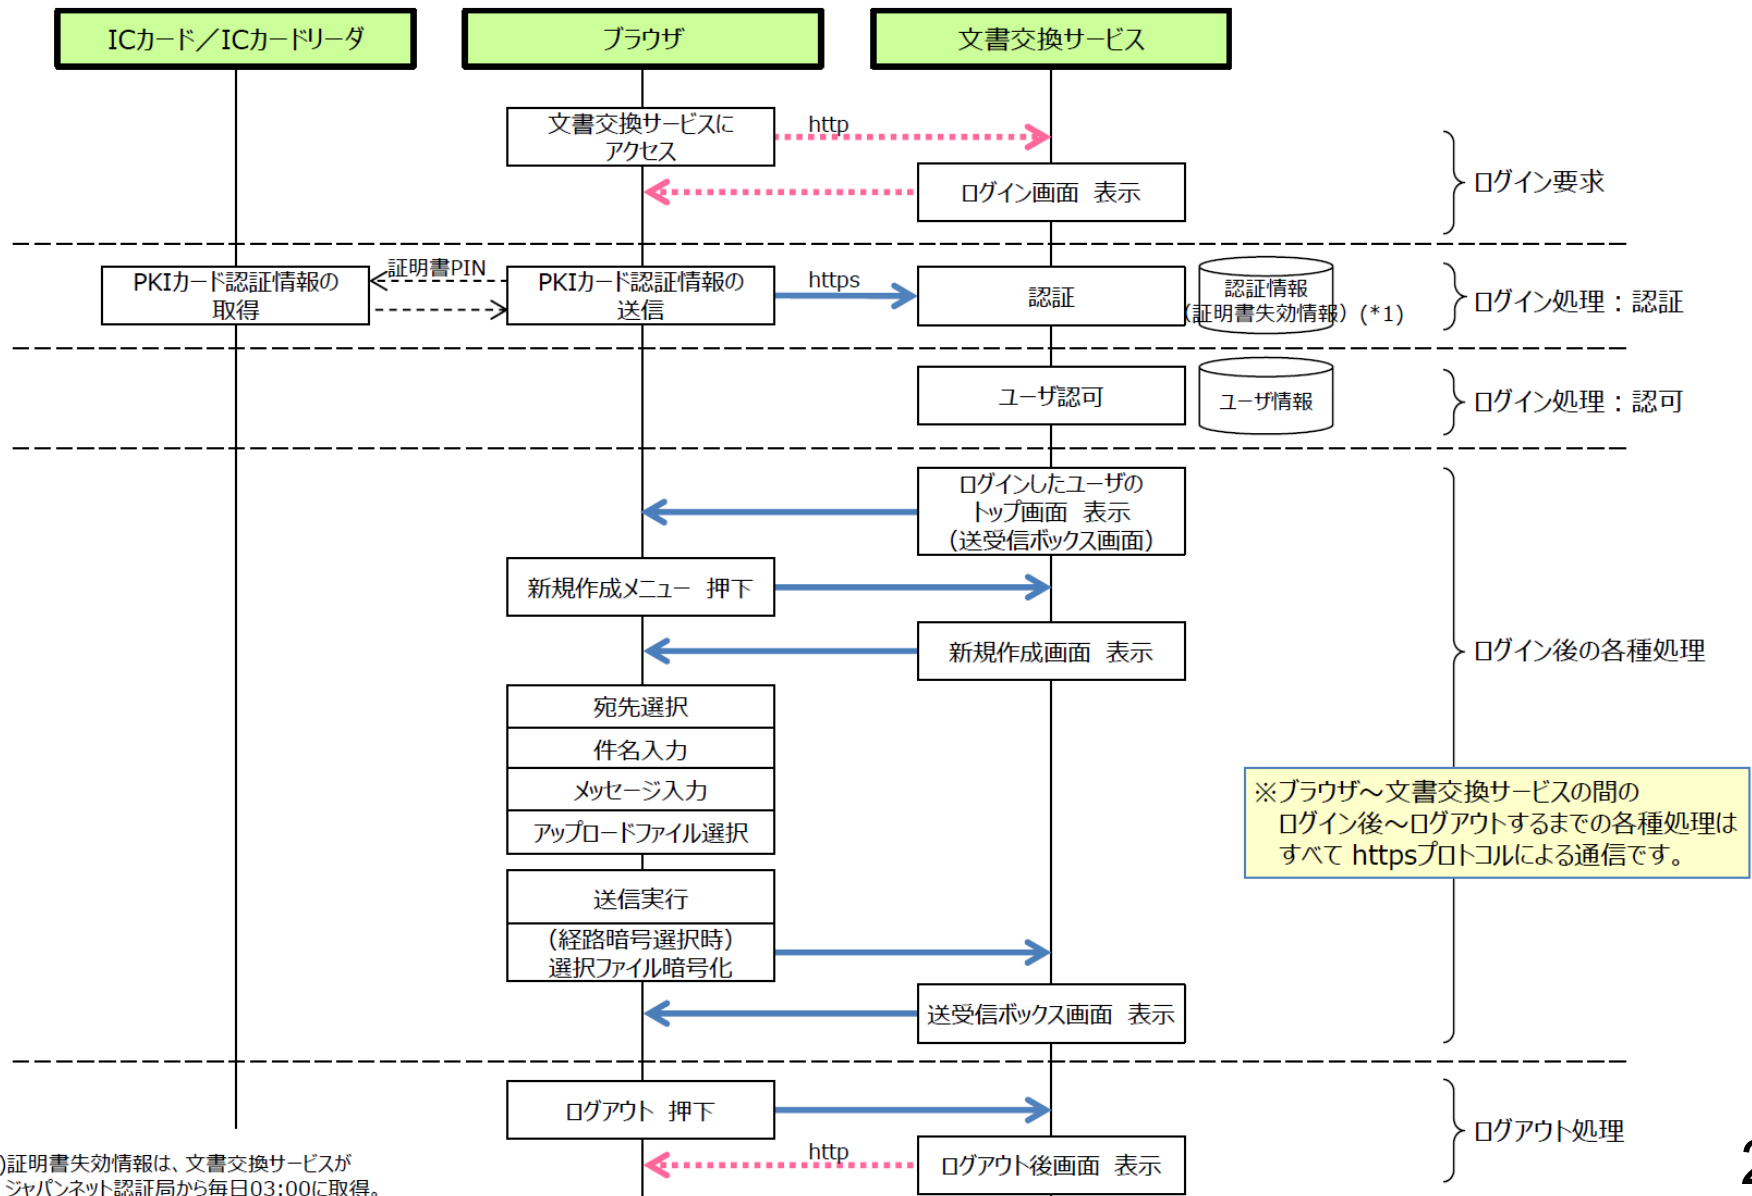 ICカード／ICカードリーダ
ブラウザ
文書交換サービス
文書交換サービスに
アクセス
http
ログイン画面 表示
ログイン要求
PKIカード認証情報の
取得
証明書PIN
PKIカード認証情報の
送信
https
認証
認証情報
（証明書失効情報）(*1)
ログイン処理：認証
ユーザ認可
ユーザ情報
ログイン処理：認可
ログインしたユーザの
トップ画面 表示
（送受信ボックス画面）
新規作成メニュー 押下
新規作成画面 表示
ログイン後の各種処理
宛先選択
件名入力
メッセージ入力
アップロードファイル選択
※ブラウザ～文書交換サービスの間の
ログイン後～ログアウトするまでの各種処理は
すべて httpsプロトコルによる通信です。
送信実行
（経路暗号選択時）
選択ファイル暗号化
送受信ボックス画面 表示
ログアウト 押下
ログアウト処理
http
ログアウト後画面 表示
)証明書失効情報は、文書交換サービスが
ジャパンネット認証局から毎日03:00に取得。